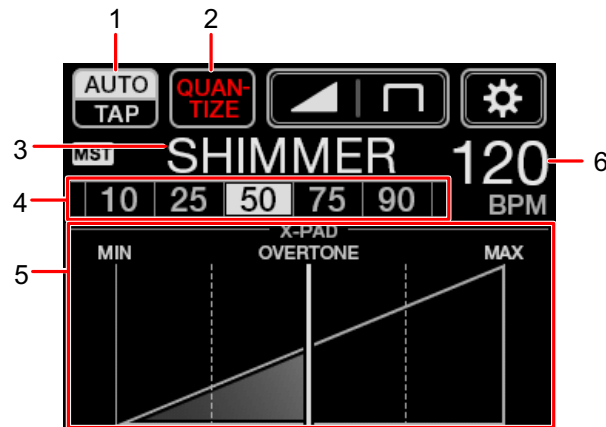 1
2
AUTO
TAP
QUAN-
TIZE
3
MST
SHIMMER
120
6
4
10 25 50 75 90
BPM
5
X-PAD
MIN
OVERTONE
MAX